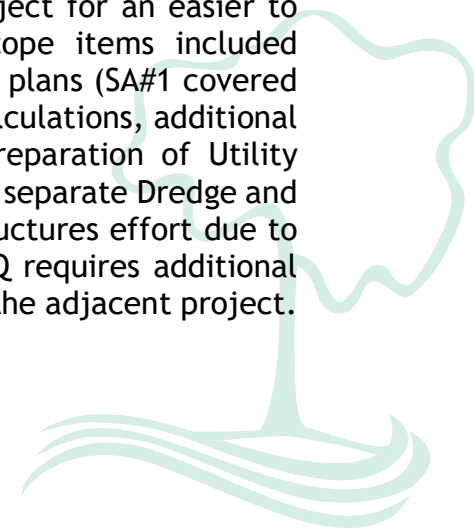 ject for an easier to
cope items included
plans (SA#1 covered
lculations, additional
reparation of Utility
separate Dredge and
uctures effort due to
Q requires additional
he adjacent project.